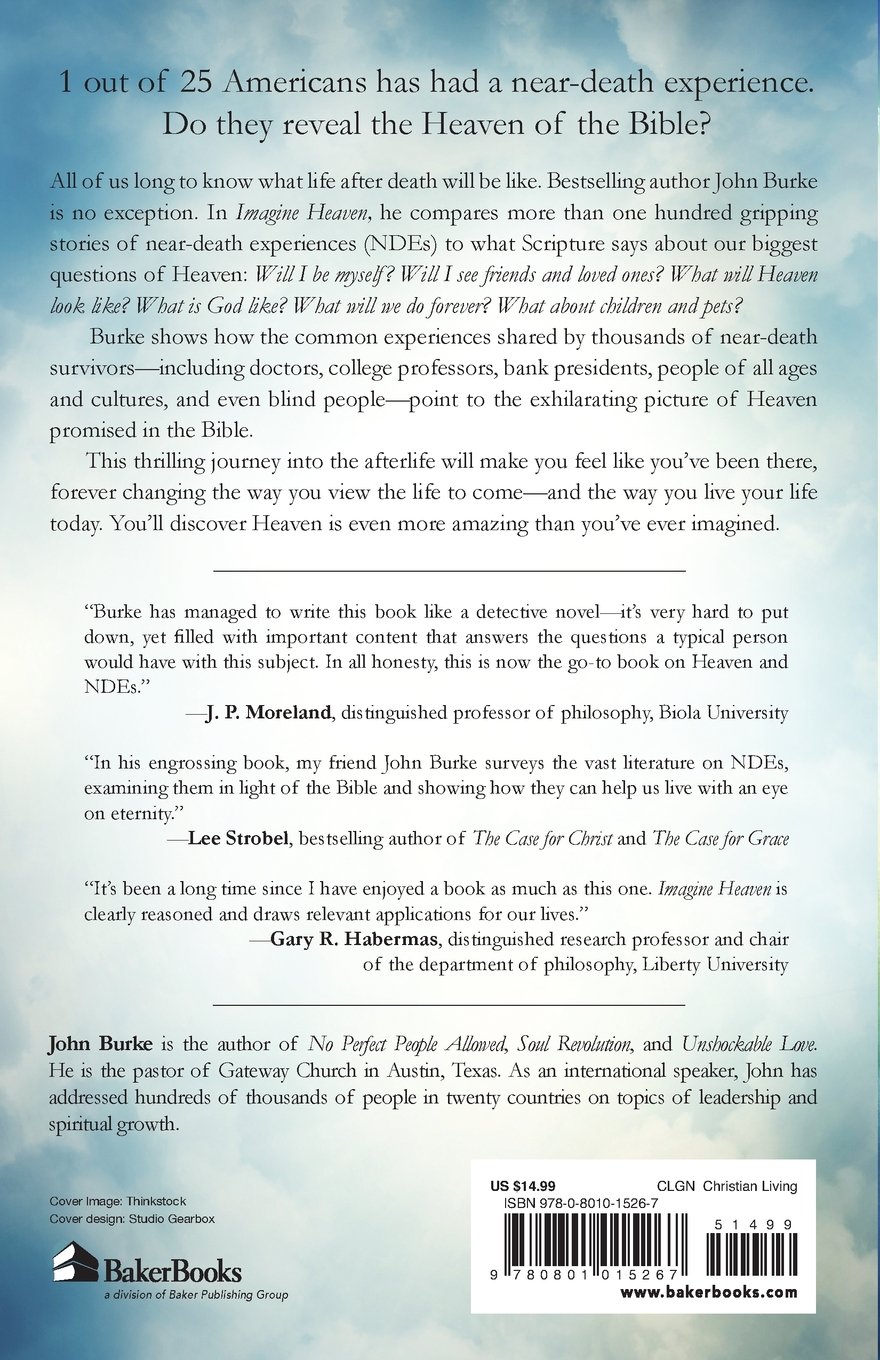 1 out of 25 Americans has had a near-death experience.
Do they reveal the Heaven of the Bible?
All of us long to know what life after death will be like. Bestselling author John Burke
is no exception. In Imagine Heaven, he compares more than one hundred gripping
stories of near-death experiences (NDEs) to what Scripture says about our biggest
questions of Heaven: Will I be myself? Will I see friends and loved ones? What will Heaven
look like? What is God like? What will we do forever? What about children and pets?
Burke shows how the common experiences shared by thousands of near-death
survivors—including doctors, college professors, bank presidents, people of all ages
and cultures, and even blind people—point to the exhilarating picture of Heaven
promised in the Bible.
This thrilling journey into the afterlife will make you feel like you’ve been there,
forever changing the way you view the life to come—and the way you live your life
today. You’ll discover Heaven is even more amazing than you’ve ever imagined.
“Burke has managed to write this book like a detective novel—it’s very hard to put
down, yet filled with important content that answers the questions a typical person
would have with this subject. In all honesty, this is now the go-to book on Heaven and
NDEs.”
—J. P. Moreland, distinguished professor of philosophy, Biola University
“In his engrossing book, my friend John Burke surveys the vast literature on NDEs,
examining them in light of the Bible and showing how they can help us live with an eye
on eternity.”
—Lee Strobel, bestselling author of The Case for Christ and The Case for Grace
“It’s been a long time since I have enjoyed a book as much as this one. Imagine Heaven is
clearly reasoned and draws relevant applications for our lives.”
—Gary R. Habermas, distinguished research professor and chair
of the department of philosophy, Liberty University
John Burke is the author of No Perfect People Allowed, Soul Revolution, and Unshockable Love.
He is the pastor of Gateway Church in Austin, Texas. As an international speaker, John has
addressed hundreds of thousands of people in twenty countries on topics of leadership and
spiritual growth.
Cover Image: Thinkstock
Cover design: Studio Gearbox
BakerBooks
a division of Baker Publishing Group
US $14.99 CLGN Christian Living
ISBN 978-0-8010-1526-7
5 1 4 9 9
9 780801 015267
www.bakerbooks.com